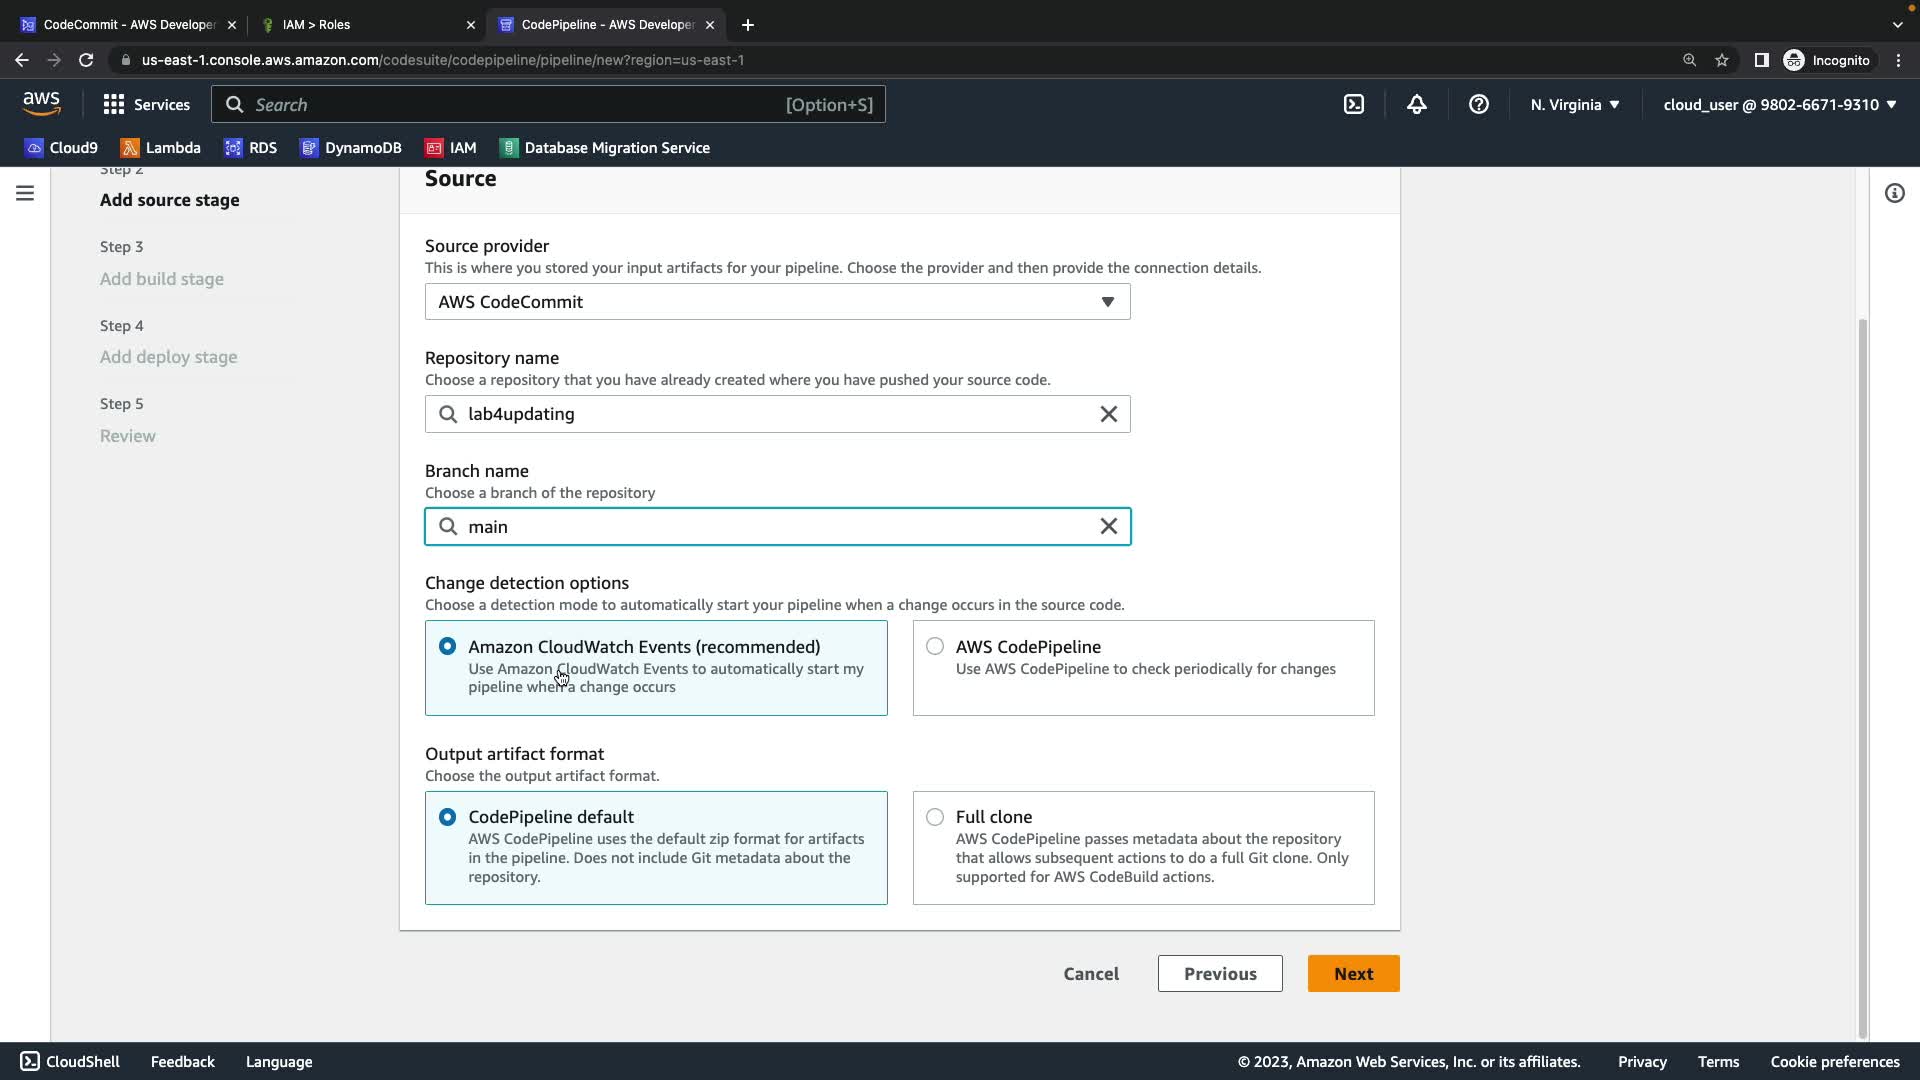 CodeCommit - AWS Developer
IAM > Roles
CodePipeline - AWS Developer
us-east-1.console.aws.amazon.com/codesuite/codepipeline/pipeline/new?region=us-east-1
Incognito
aws
Services
Search
[Option+S]
N. Virginia
cloud_user @ 9802-6671-9310
Cloud9
Lambda
RDS
DynamoDB
IAM
Database Migration Service
Step 2
Add source stage
Step 3
Add build stage
Step 4
Add deploy stage
Step 5
Review
Source
Source provider
This is where you stored your input artifacts for your pipeline. Choose the provider and then provide the connection details.
AWS CodeCommit
Repository name
Choose a repository that you have already created where you have pushed your source code.
lab4updating
Branch name
Choose a branch of the repository
main
Change detection options
Choose a detection mode to automatically start your pipeline when a change occurs in the source code.
Amazon CloudWatch Events (recommended)
Use Amazon CloudWatch Events to automatically start my
pipeline when a change occurs
AWS CodePipeline
Use AWS CodePipeline to check periodically for changes
Output artifact format
Choose the output artifact format.
CodePipeline default
AWS CodePipeline uses the default zip format for artifacts
in the pipeline. Does not include Git metadata about the
repository.
Full clone
AWS CodePipeline passes metadata about the repository
that allows subsequent actions to do a full Git clone. Only
supported for AWS CodeBuild actions.
Cancel
Previous
Next
CloudShell
Feedback
Language
© 2023, Amazon Web Services, Inc. or its affiliates.
Privacy
Terms
Cookie preferences